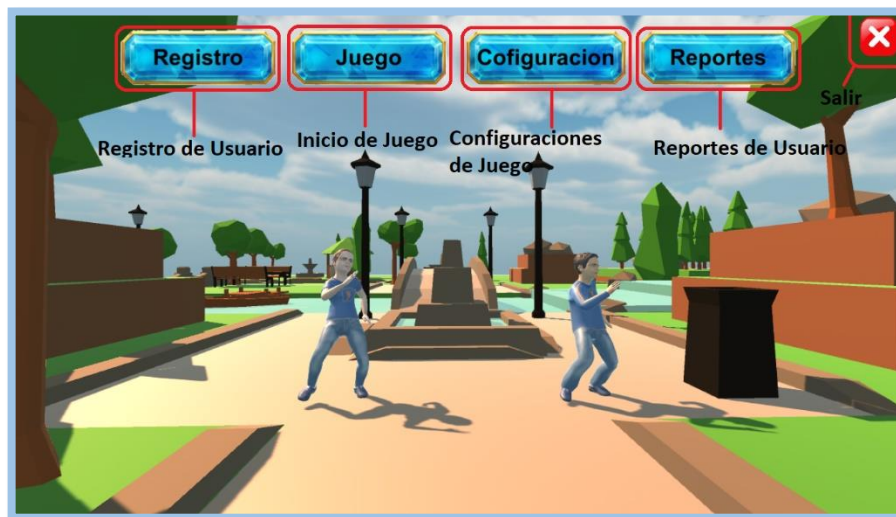 Registro
Juego
Cofiguracion
Reportes
Salir
Registro de Usuario
Inicio de Juego
Configuraciones
de Juego
Reportes de Usuario